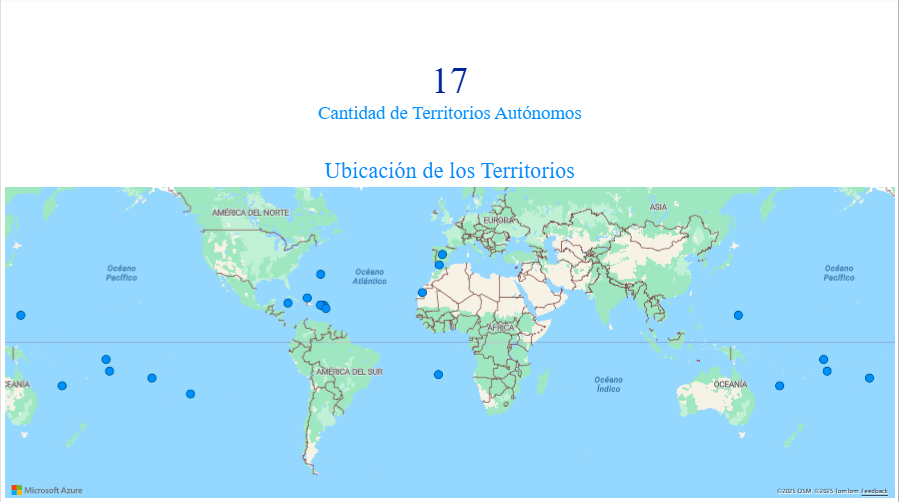 17
Cantidad de Territorios Autónomos
Ubicación de los Territorios
AMÉRICA DEL NORTE
EUROPA
ASIA
Océano
Pacífico
Océano
Atlántico
Océano
Pacífico
ÁFRICA
AMÉRICA DEL SUR
Océano
Índico
CEANÍA
OCEANÍA
Microsoft Azure
©2025 OSM ©2025 TomTom Feedback